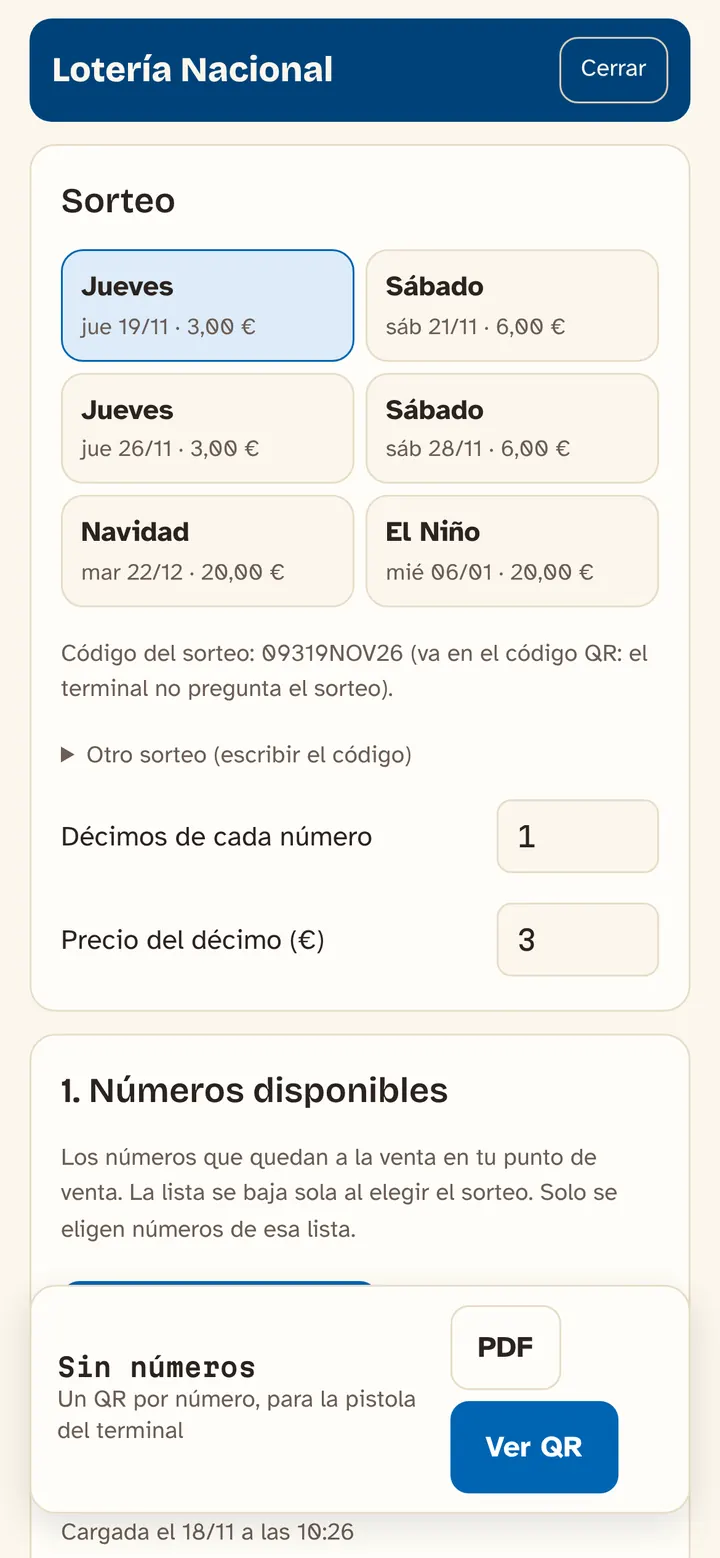 Lotería Nacional
Cerrar
Sorteo
Jueves
jue 19/11 · 3,00 €
Sábado
sáb 21/11 · 6,00 €
Jueves
jue 26/11 · 3,00 €
Sábado
sáb 28/11 · 6,00 €
Navidad
mar 22/12 · 20,00 €
El Niño
mié 06/01 · 20,00 €
Código del sorteo: 09319NOV26 (va en el código QR: el
terminal no pregunta el sorteo).
▶ Otro sorteo (escribir el código)
Décimos de cada número
1
Precio del décimo (€)
3
1. Números disponibles
Los números que quedan a la venta en tu punto de
venta. La lista se baja sola al elegir el sorteo. Solo se
eligen números de esa lista.
Sin números
Un QR por número, para la pistola
del terminal
PDF
Ver QR
Cargada el 18/11 a las 10:26